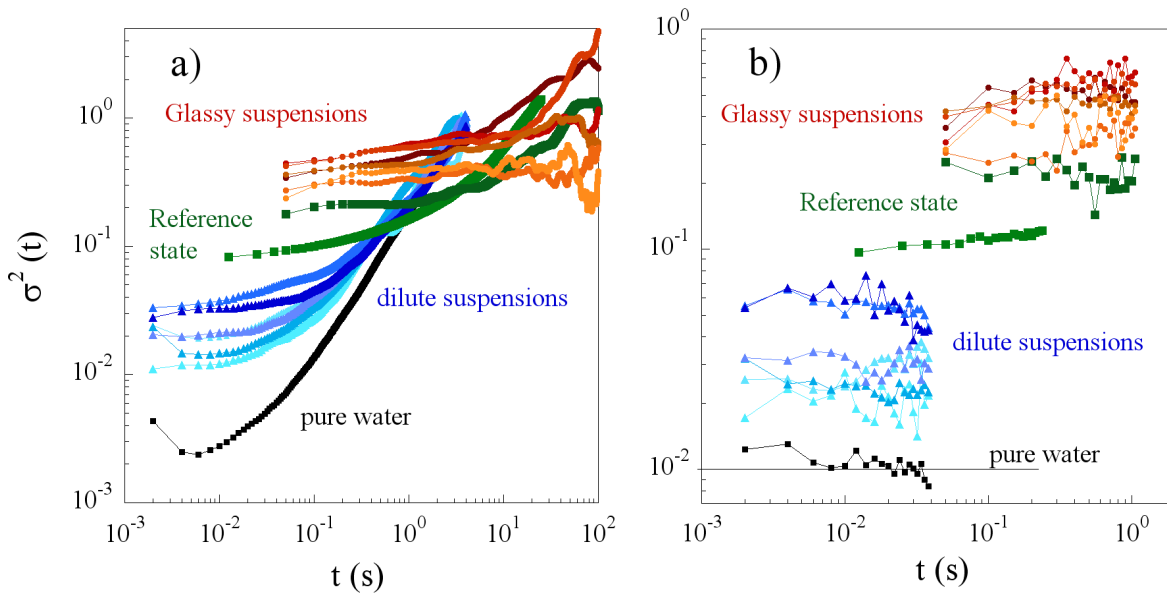 a)
Glassy suspensions
Reference
state
dilute suspensions
pure water
σ² (t)
10⁰
10⁻¹
10⁻²
10⁻³
10⁻³ 10⁻² 10⁻¹ 10⁰ 10¹ 10²
t (s)
b)
Glassy suspensions
Reference state
dilute suspensions
pure water
10⁰
10⁻¹
10⁻²
10⁻³ 10⁻² 10⁻¹ 10⁰
t (s)